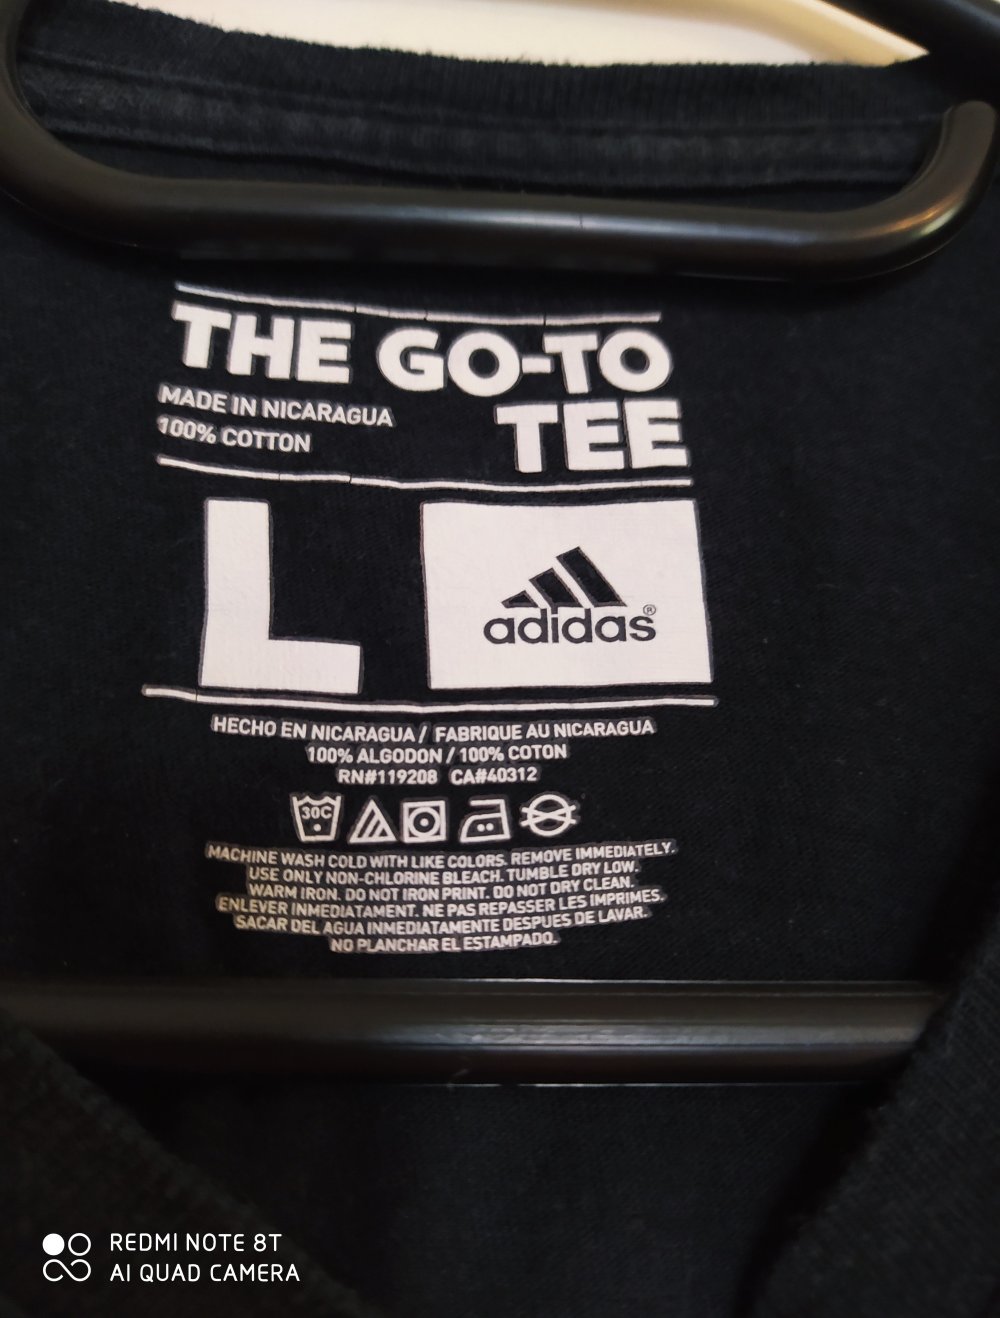 THE GO-TO
TEE
MADE IN NICARAGUA
100% COTTON
L
adidas®
HECHO EN NICARAGUA / FABRIQUE AU NICARAGUA
100% ALGODON / 100% COTON
RN#119208 CA#40312
30C
MACHINE WASH COLD WITH LIKE COLORS. REMOVE IMMEDIATELY.
USE ONLY NON-CHLORINE BLEACH. TUMBLE DRY LOW.
WARM IRON. DO NOT IRON PRINT. DO NOT DRY CLEAN.
ENLEVER INMEDIATAMENT. NE PAS REPASSER LES IMPRIMES.
SACAR DEL AGUA INMEDIATAMENTE DESPUES DE LAVAR.
NO PLANCHAR EL ESTAMPADO.
REDMI NOTE 8T
AI QUAD CAMERA